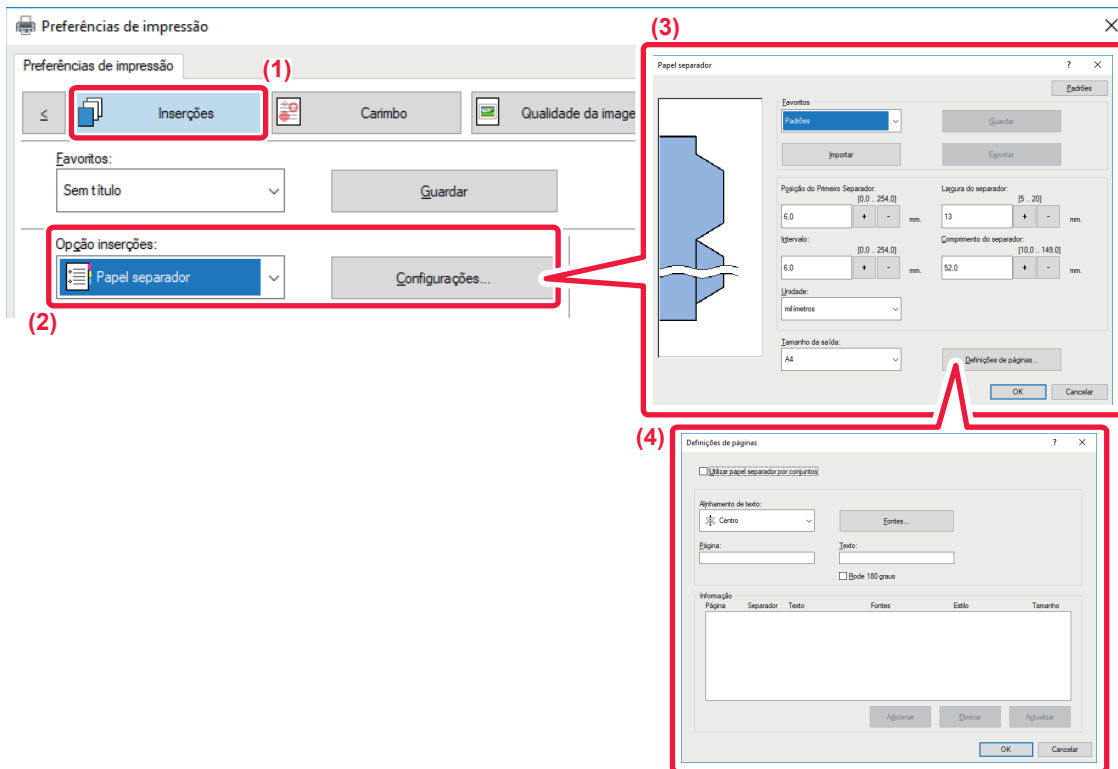 Preferências de impressão
Preferências de impressão
(1)
< Inserções Carimbo Qualidade da image
Favoritos:
Sem título Guardar
Opção inserções:
Papel separador Configurações...
(2)
(3)
Papel separador ?
Padrões
Favoritos
Padrões Guardar
Importar Exportar
Posição do Primeiro Separador: Largura do separador:
[0,0 .. 254,0] [5 .. 20]
6,0 + - mm. 13 + - mm.
Intervalo: Comprimento do separador:
[0,0 .. 254,0] [10,0 .. 149,0]
6,0 + - mm. 52,0 + - mm.
Unidade:
milímetros
Tamanho da saída:
A4 Definições de páginas...
OK Cancelar
(4)
Definições de páginas ?
Utilizar papel separador por conjuntos
Alinhamento de texto:
Centro Fontes...
Página: Texto:
Rode 180 graus
Informação
Página Separador Texto Fontes Estilo Tamanho
Adicionar Eliminar Actualizar
OK Cancelar